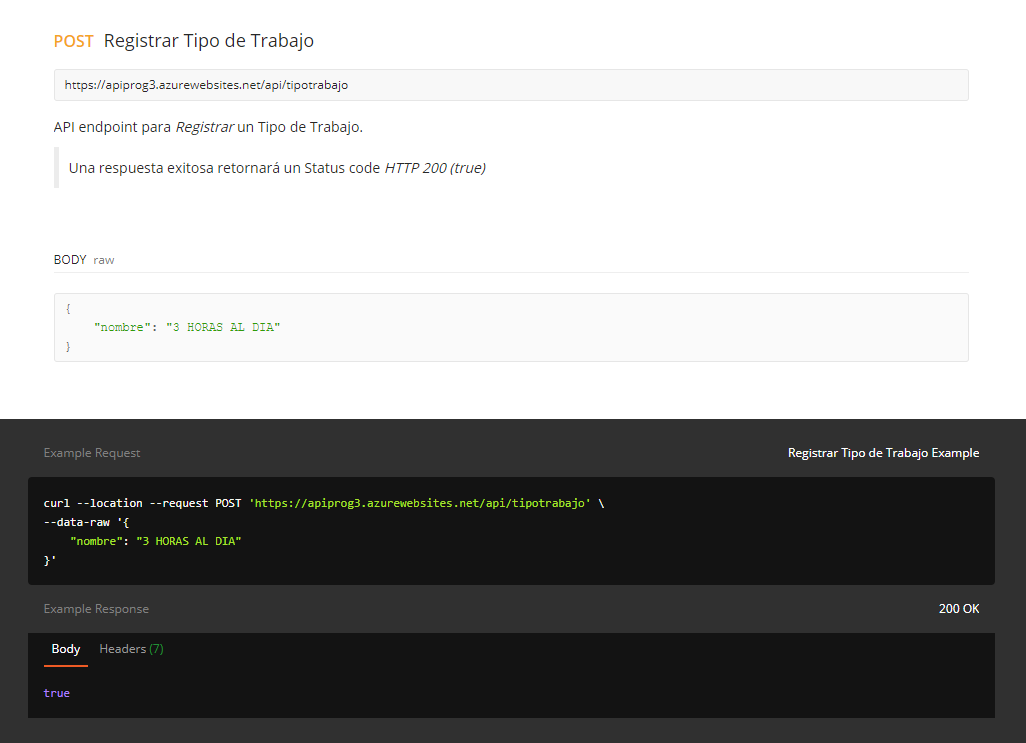 POST Registrar Tipo de Trabajo
https://apiprog3.azurewebsites.net/api/tipotrabajo
API endpoint para Registrar un Tipo de Trabajo.
Una respuesta exitosa retornará un Status code HTTP 200 (true)
BODY raw
{
"nombre": "3 HORAS AL DIA"
}
Example Request
Registrar Tipo de Trabajo Example
curl --location --request POST 'https://apiprog3.azurewebsites.net/api/tipotrabajo' \
--data-raw '{
"nombre": "3 HORAS AL DIA"
}'
Example Response
200 OK
Body Headers (7)
true